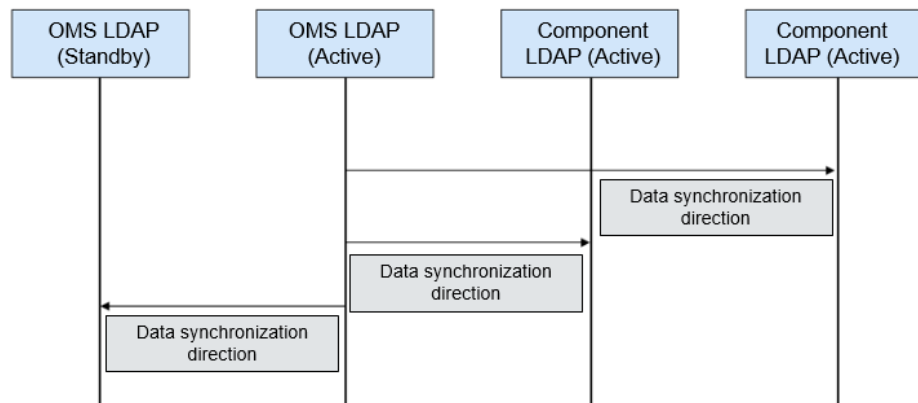 OMS LDAP
(Standby)
OMS LDAP
(Active)
Component
LDAP (Active)
Component
LDAP (Active)
Data synchronization
direction
Data synchronization
direction
Data synchronization
direction